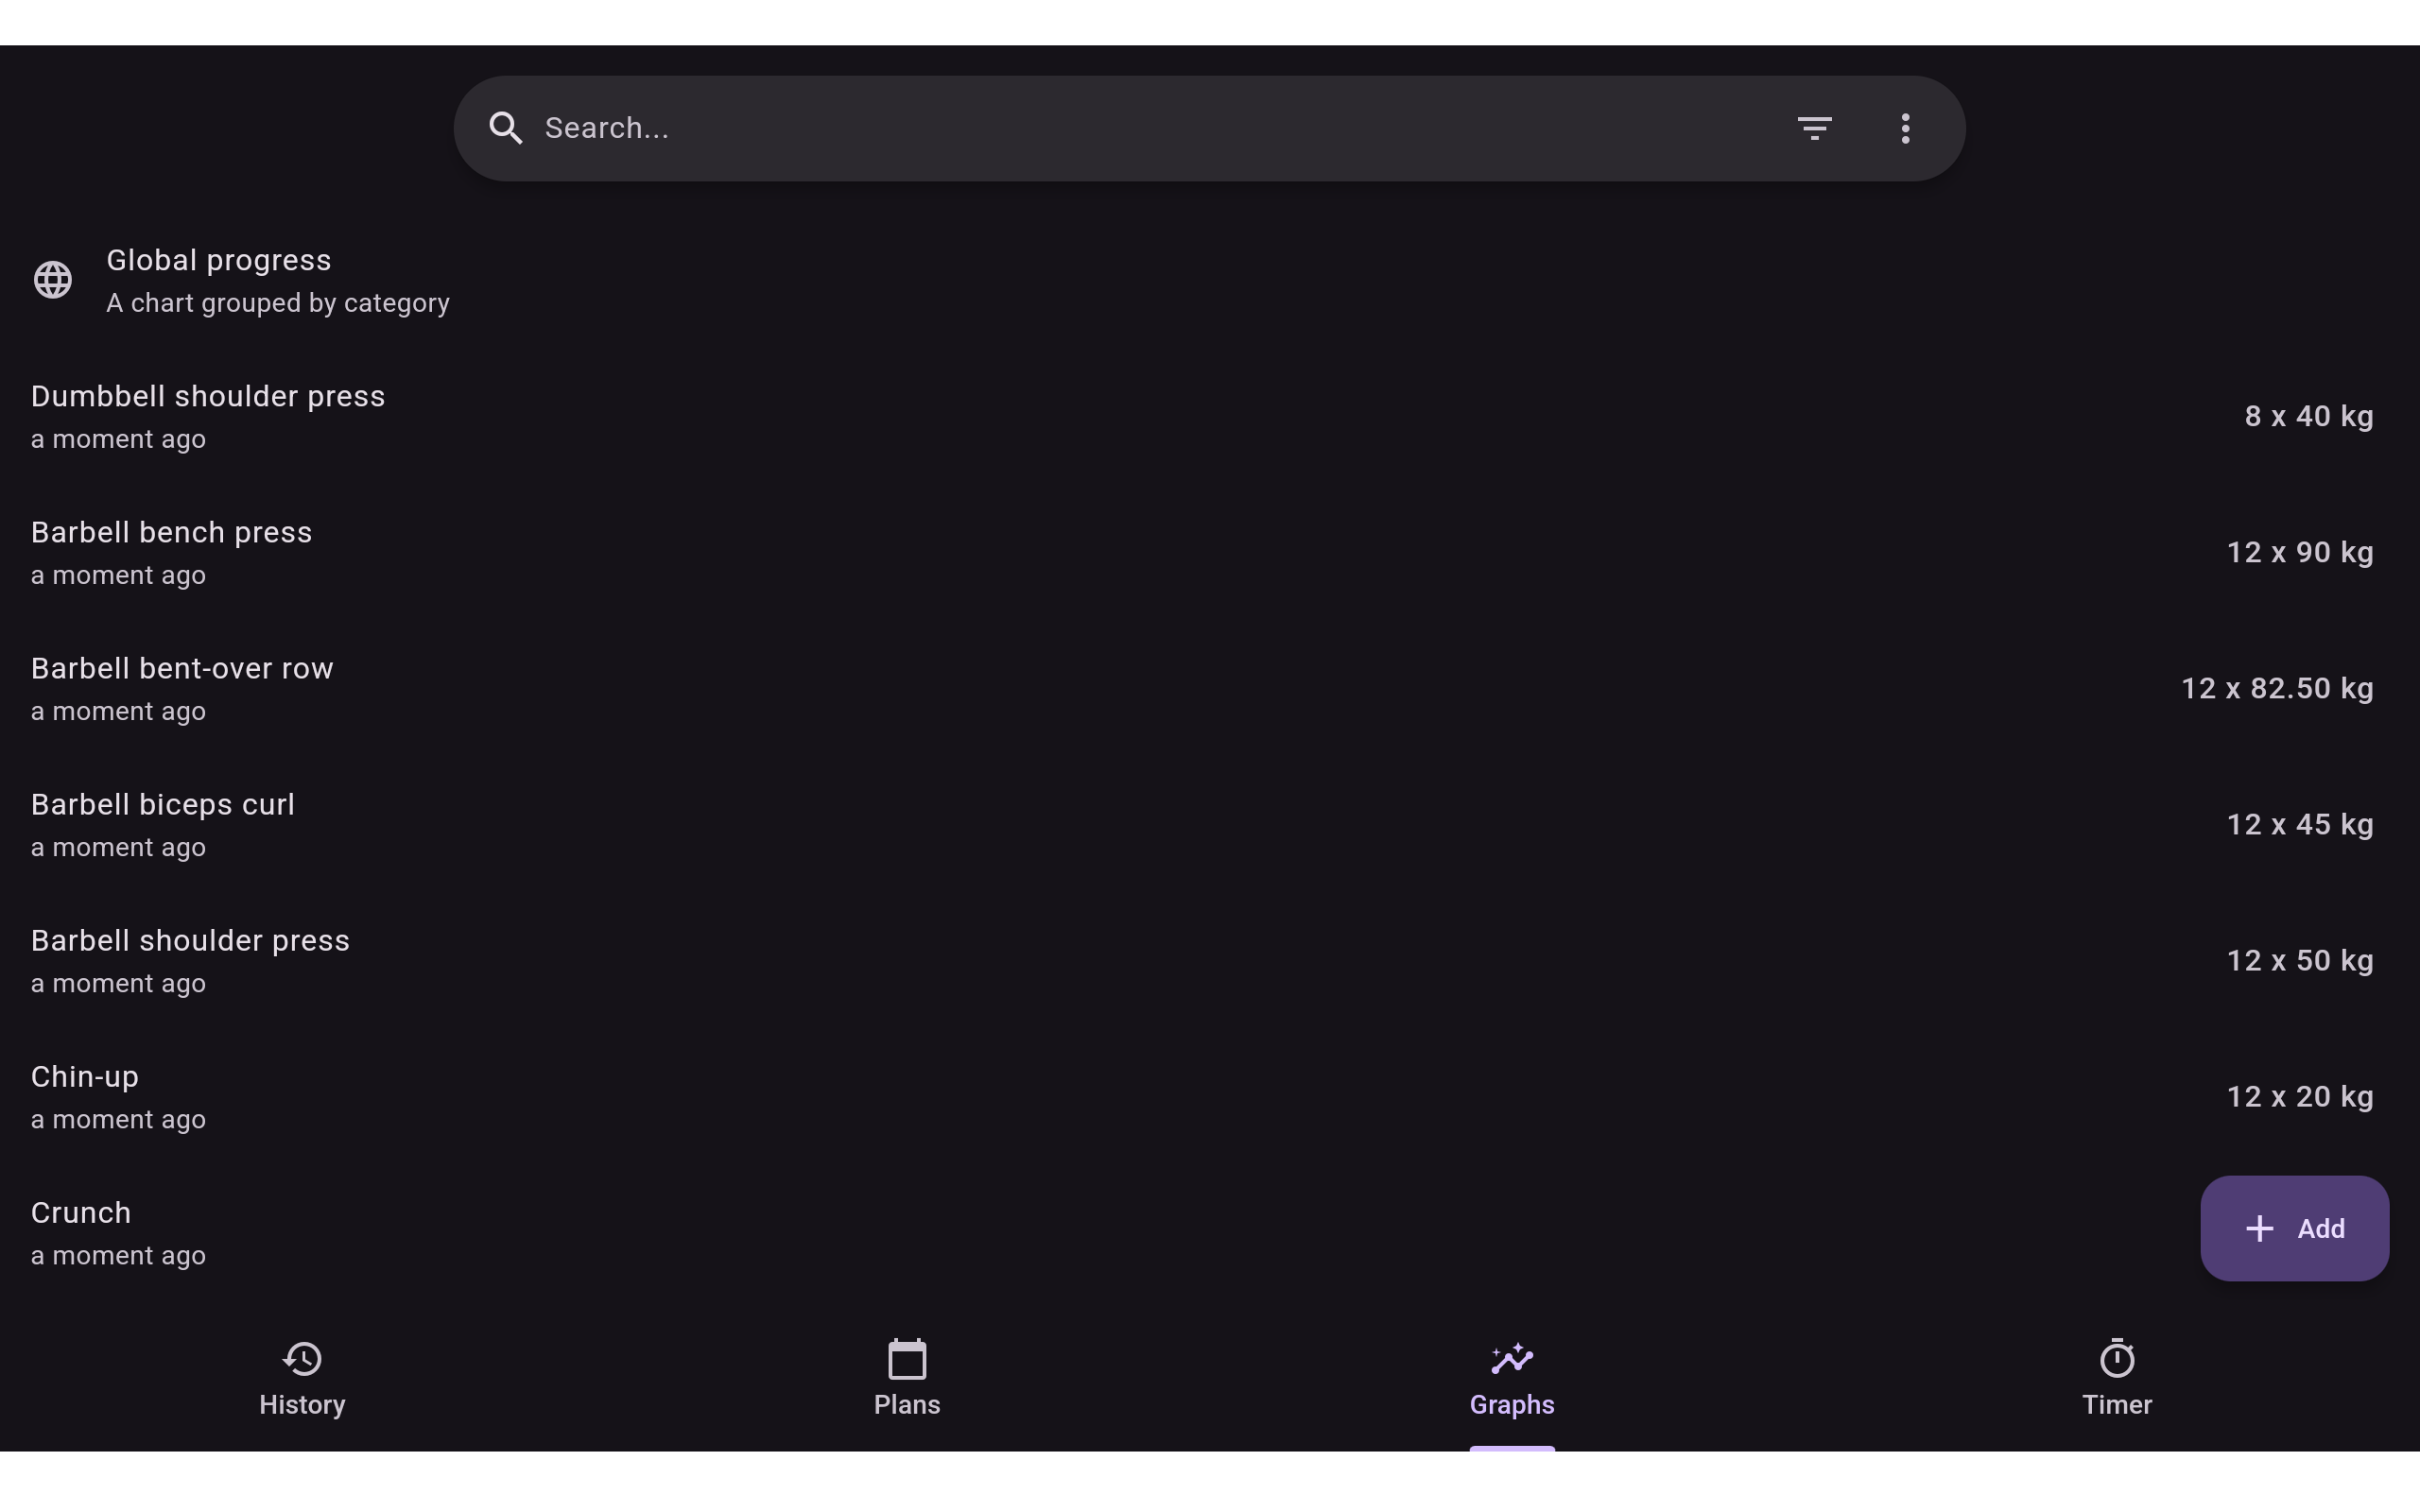 Search...
Global progress
A chart grouped by category
Dumbbell shoulder press
a moment ago
8 x 40 kg
Barbell bench press
a moment ago
12 x 90 kg
Barbell bent-over row
a moment ago
12 x 82.50 kg
Barbell biceps curl
a moment ago
12 x 45 kg
Barbell shoulder press
a moment ago
12 x 50 kg
Chin-up
a moment ago
12 x 20 kg
Crunch
a moment ago
Add
History
Plans
Graphs
Timer